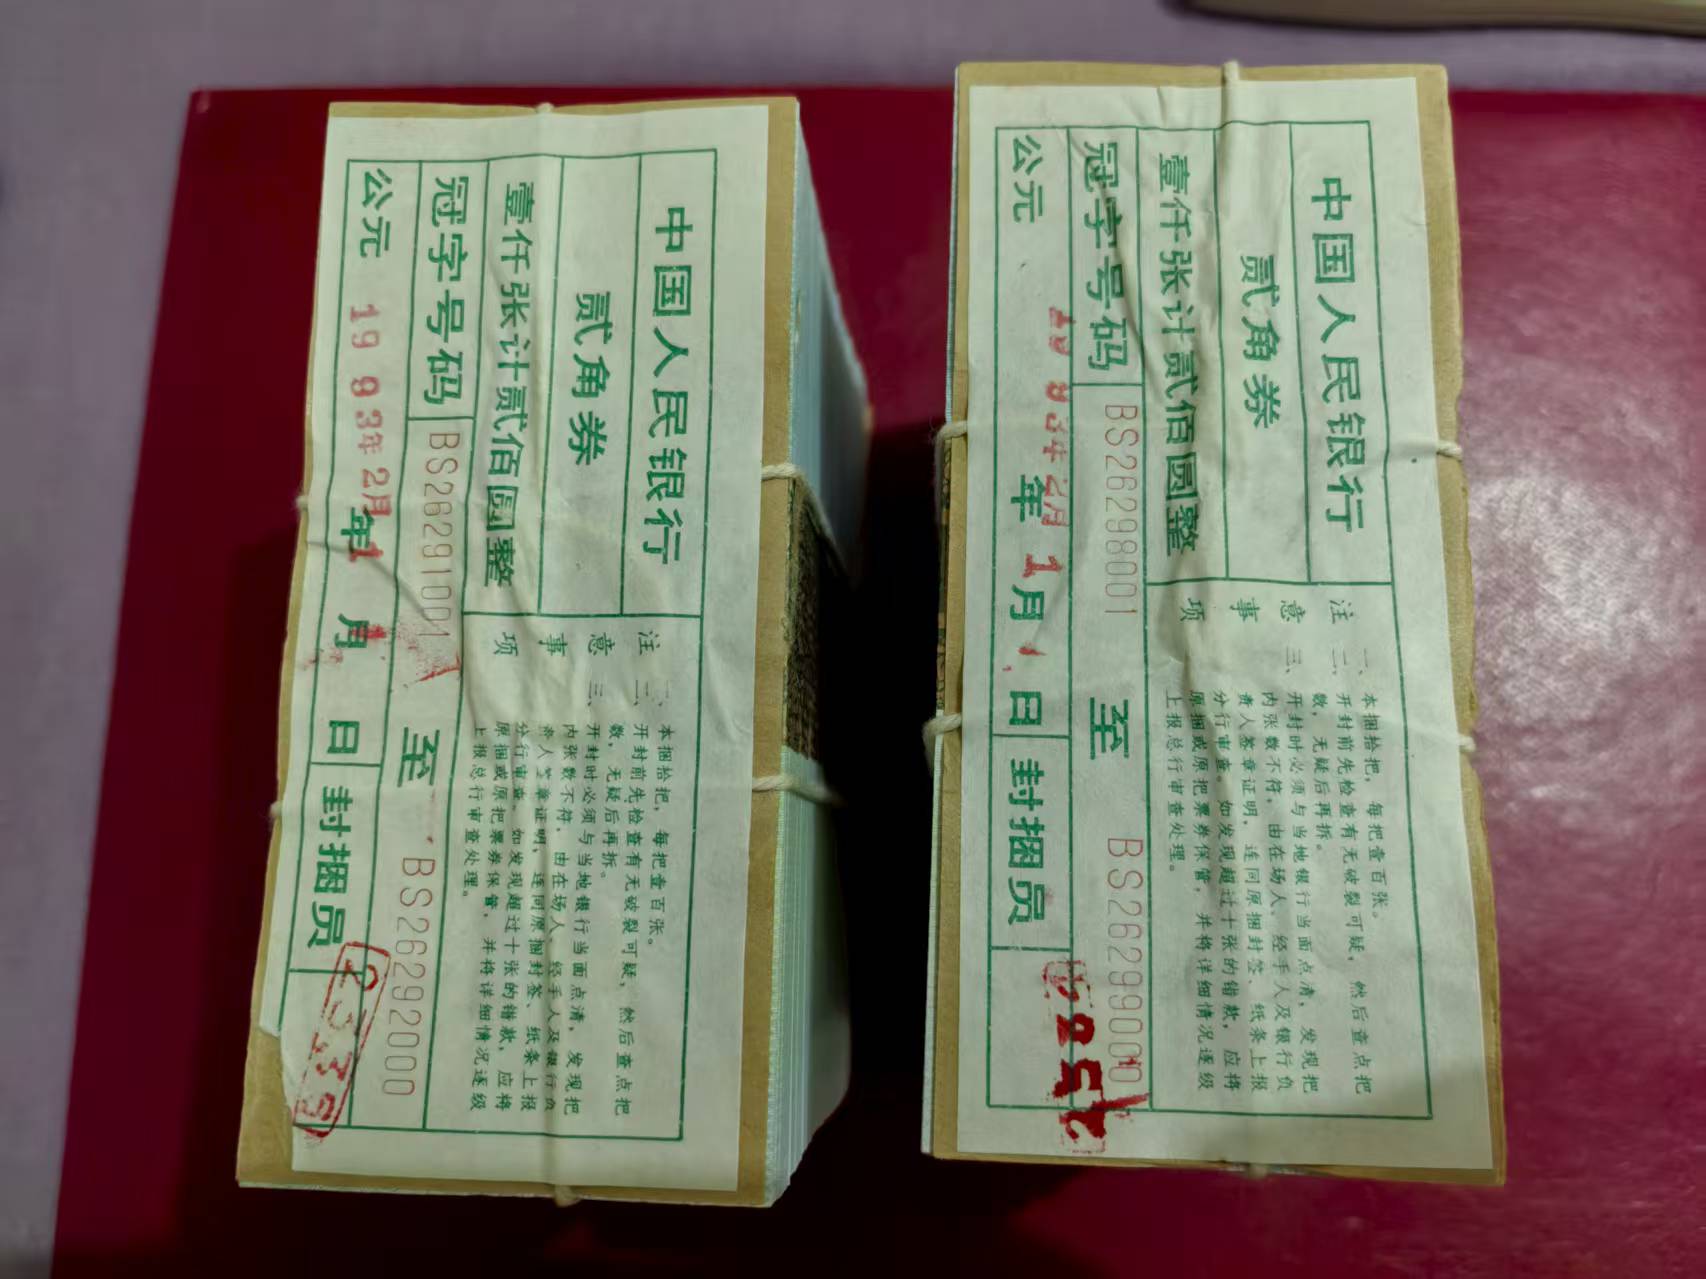 中国人民银行
贰角券
壹仟张计贰佰圆整
冠字号码 BS26291001 至 BS26292000
公元 1993年2月 年1月1日 封捆员
注意事项
一、本捆拾把，每把壹百张。
二、开封前先检查有无破裂可疑，然后查点把
数，无疑后再拆。
三、开封时必须与当地银行当面点清，发现把
内张数不符，由在场人、经手人及银行负
责人签章证明，连同原捆封签、纸条上报
分行审查。如发现超过十张的错款，应将
原捆或原把票券保管，并将详细情况逐级
上报总行审查处理。
中国人民银行
贰角券
壹仟张计贰佰圆整
冠字号码 BS26298001 至 BS26299000
公元 1993年2月 年1月1日 封捆员
注意事项
一、本捆拾把，每把壹百张。
二、开封前先检查有无破裂可疑，然后查点把
数，无疑后再拆。
三、开封时必须与当地银行当面点清，发现把
内张数不符，由在场人、经手人及银行负
责人签章证明，连同原捆封签、纸条上报
分行审查。如发现超过十张的错款，应将
原捆或原把票券保管，并将详细情况逐级
上报总行审查处理。